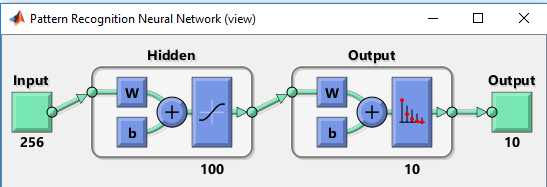 Pattern Recognition Neural Network (view)
Hidden
Output
Input
Output
W
W
b
b
256
10
100
10